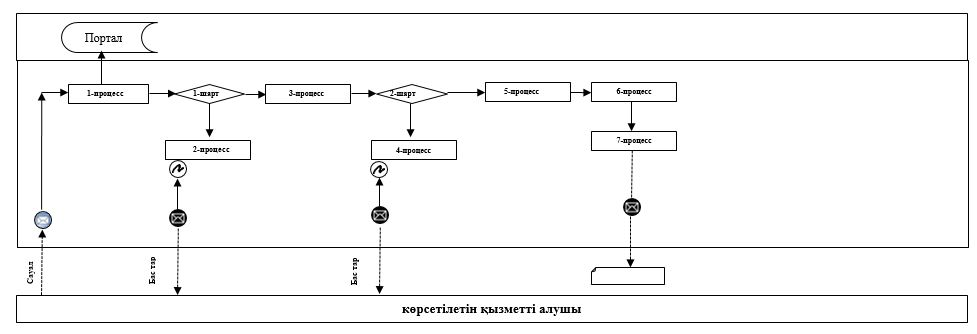 Портал
1-процесс
1-шарт
3-процесс
2-шарт
5-процесс
6-процесс
2-процесс
4-процесс
7-процесс
Сауал
Бас тар
Бас тар
көрсетілетін қызметті алушы